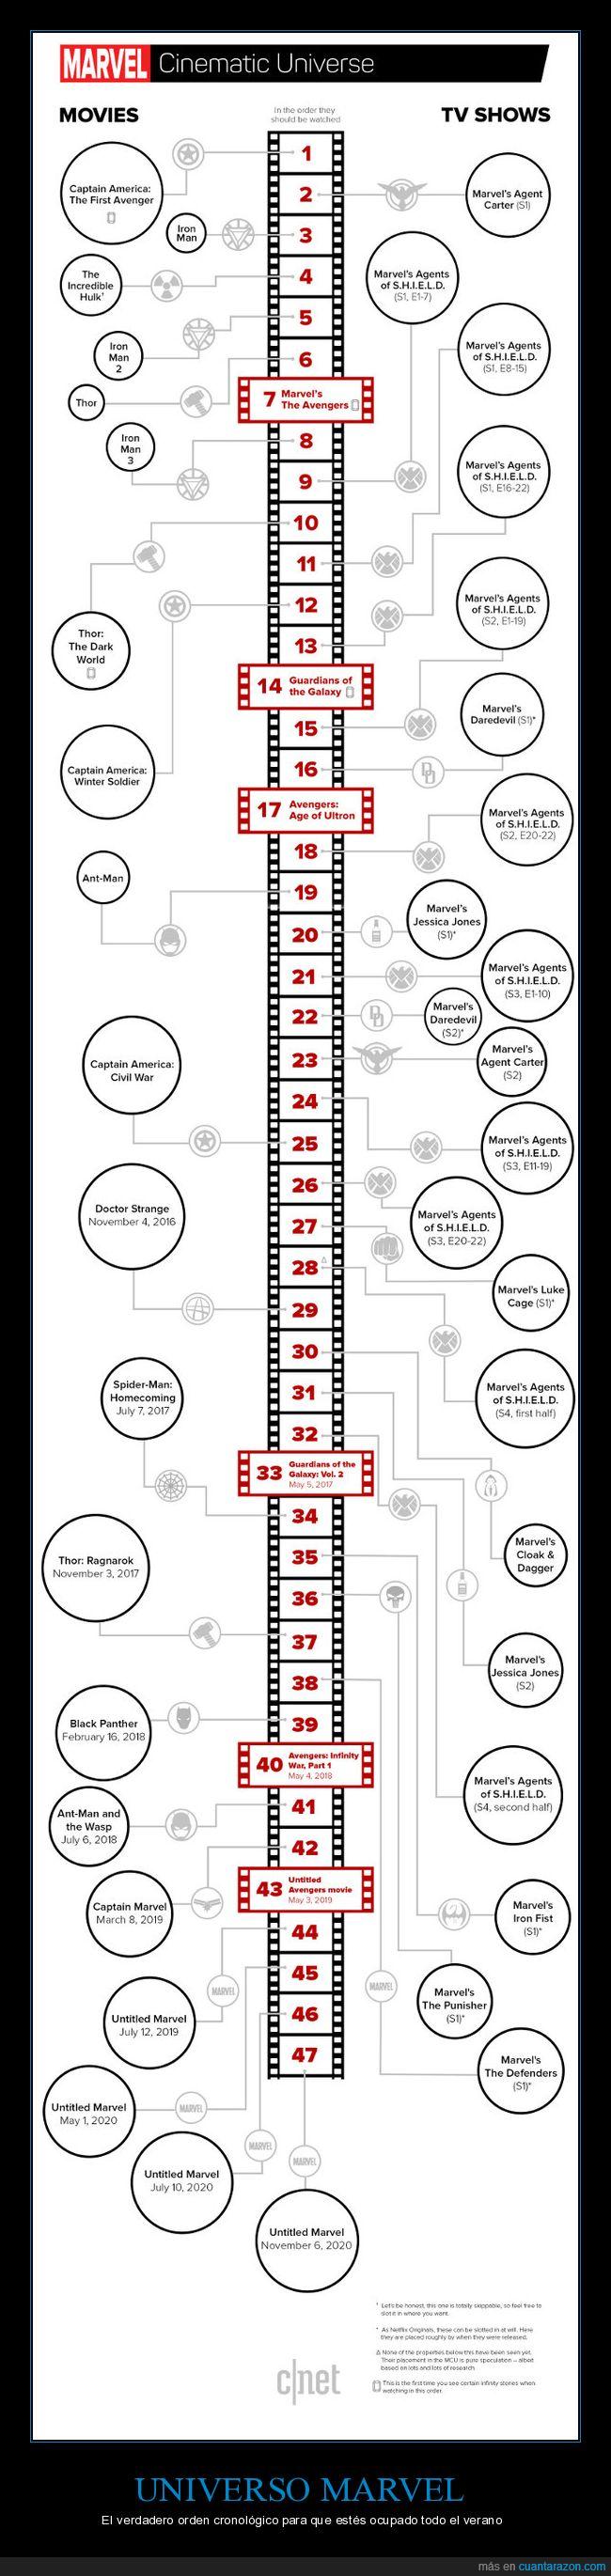 MARVEL Cinematic Universe
MOVIES
In the order they
should be watched
TV SHOWS
1
Captain America:
The First Avenger
2
Marvel's Agent
Carter (S1)
Iron
Man
3
The
Incredible
Hulk¹
4
Marvel's Agents
of S.H.I.E.L.D.
(S1, E1-7)
5
Iron
Man
2
6
Marvel's Agents
of S.H.I.E.L.D.
(S1, E8-15)
Thor
7 Marvel's
The Avengers
Iron
Man
3
8
9
Marvel's Agents
of S.H.I.E.L.D.
(S1, E16-22)
10
11
12
Marvel's Agents
of S.H.I.E.L.D.
(S2, E1-19)
Thor:
The Dark
World
13
14 Guardians of
the Galaxy
15
Marvel's
Daredevil (S1)*
16
DD
Captain America:
Winter Soldier
17 Avengers:
Age of Ultron
Marvel's Agents
of S.H.I.E.L.D.
(S2, E20-22)
18
Ant-Man
19
20
Marvel's
Jessica Jones
(S1)*
21
Marvel's Agents
of S.H.I.E.L.D.
(S3, E1-10)
22
DD
Marvel's
Daredevil
(S2)*
23
Marvel's
Agent Carter
(S2)
Captain America:
Civil War
24
25
Marvel's Agents
of S.H.I.E.L.D.
(S3, E11-19)
26
Doctor Strange
November 4, 2016
27
Marvel's Agents
of S.H.I.E.L.D.
(S3, E20-22)
28 Δ
Marvel's Luke
Cage (S1)*
29
30
Spider-Man:
Homecoming
July 7, 2017
31
Marvel's Agents
of S.H.I.E.L.D.
(S4, first half)
32
33 Guardians of the
Galaxy: Vol. 2
May 5, 2017
34
Thor: Ragnarok
November 3, 2017
35
Marvel's
Cloak &
Dagger
36
37
38
Marvel's
Jessica Jones
(S2)
Black Panther
February 16, 2018
39
40 Avengers: Infinity
War, Part 1
May 4, 2018
Marvel's Agents
of S.H.I.E.L.D.
(S4, second half)
Ant-Man and
the Wasp
July 6, 2018
41
42
Captain Marvel
March 8, 2019
43 Untitled
Avengers movie
May 3, 2019
Marvel's
Iron Fist
(S1)*
44
45
MARVEL
MARVEL
Marvel's
The Punisher
(S1)*
Untitled Marvel
July 12, 2019
46
47
Marvel's
The Defenders
(S1)*
Untitled Marvel
May 1, 2020
MARVEL
MARVEL
MARVEL
Untitled Marvel
July 10, 2020
Untitled Marvel
November 6, 2020
¹ Let's be honest, this one is totally skippable, so feel free to
slot it in where you want.
* As Netflix Originals, these can be slotted in at will. Here
they are placed roughly by when they were released.
Δ None of the properties below this have been seen yet.
Their placement in the MCU is pure speculation — albeit
based on lots and lots of research.
This is the first time you see certain infinity stones when
watching in this order.
c|net
UNIVERSO MARVEL
El verdadero orden cronológico para que estés ocupado todo el verano
más en cuantarazon.com